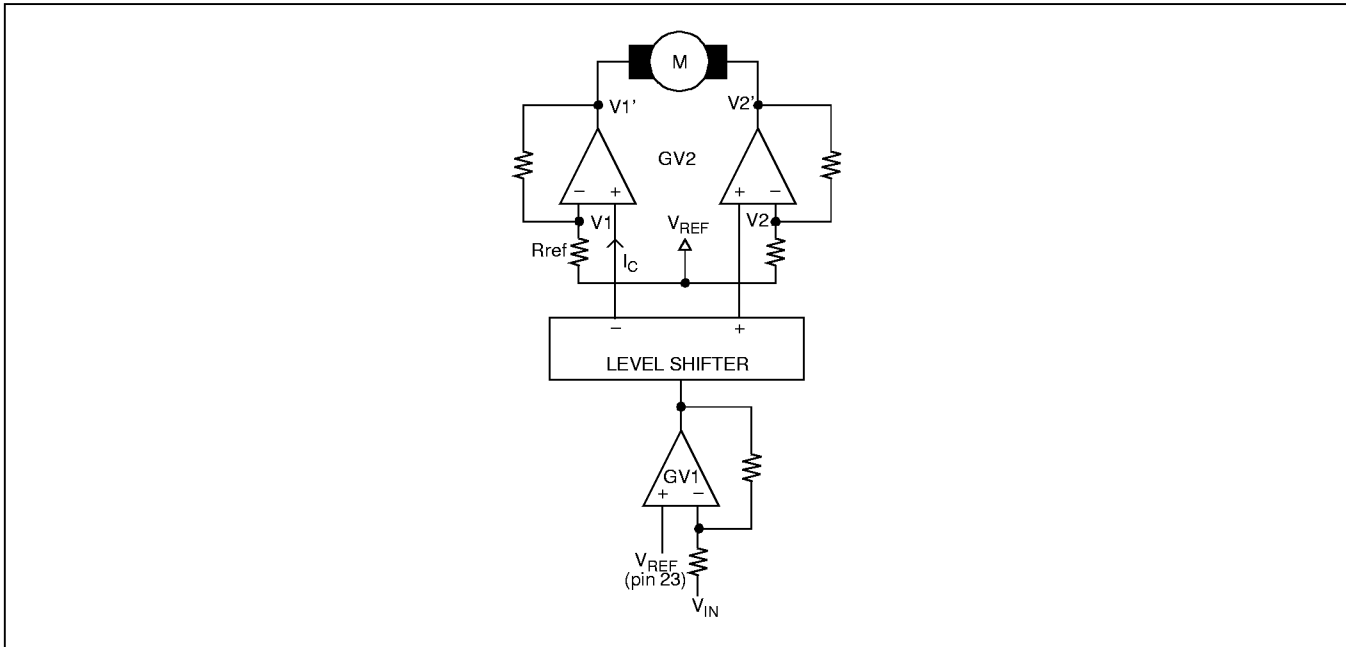 M
V1' V2'
GV2
− + + −
V1 VREF V2
Rref
IC
− +
LEVEL SHIFTER
GV1
+ −
VREF
(pin 23)
VIN